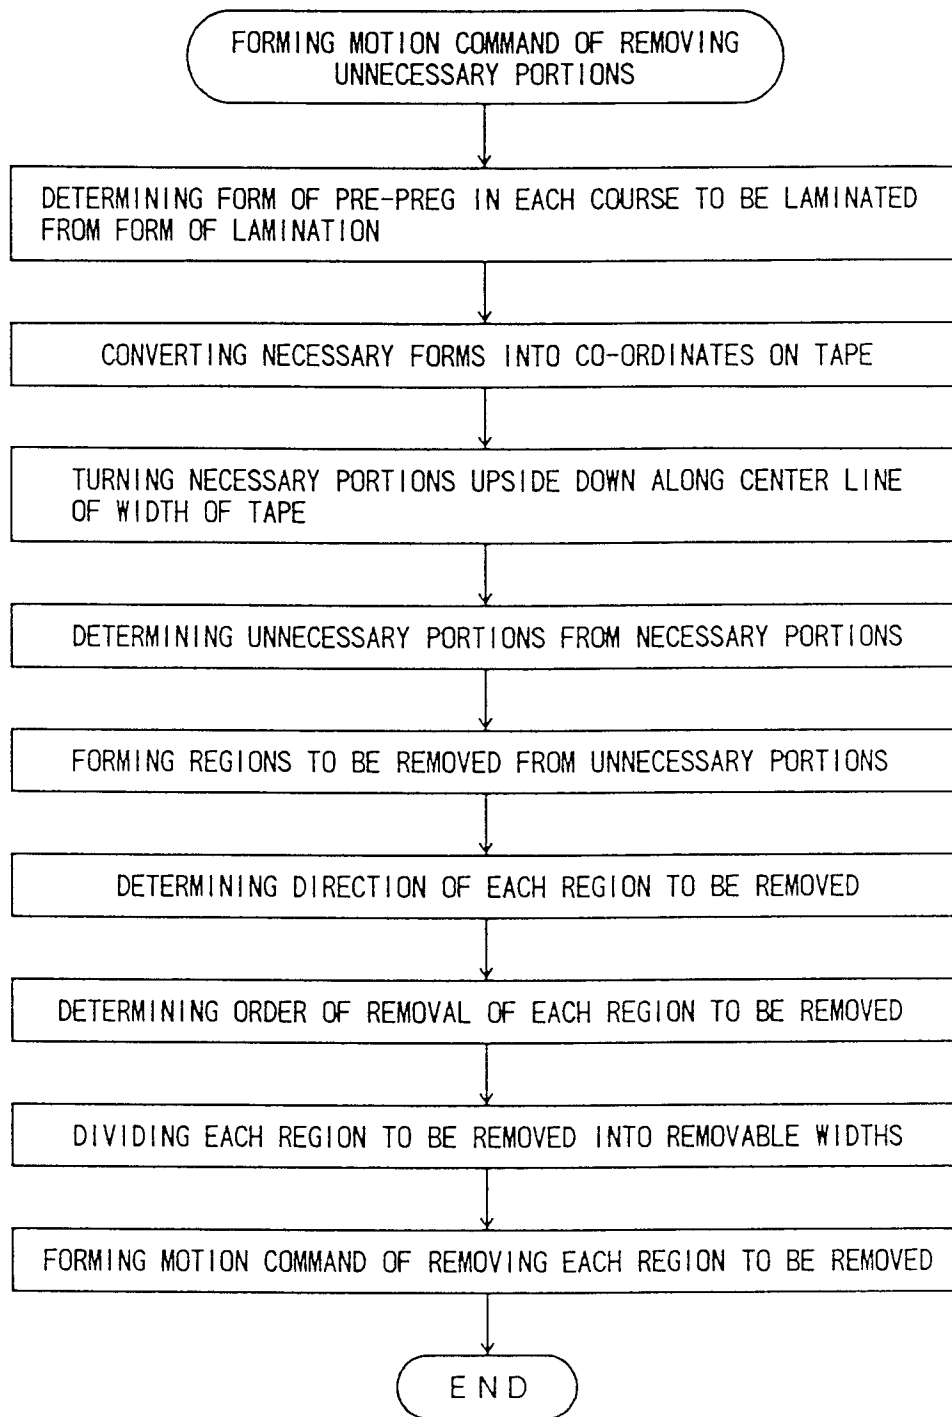 FORMING MOTION COMMAND OF REMOVING
UNNECESSARY PORTIONS
DETERMINING FORM OF PRE-PREG IN EACH COURSE TO BE LAMINATED
FROM FORM OF LAMINATION
CONVERTING NECESSARY FORMS INTO CO-ORDINATES ON TAPE
TURNING NECESSARY PORTIONS UPSIDE DOWN ALONG CENTER LINE
OF WIDTH OF TAPE
DETERMINING UNNECESSARY PORTIONS FROM NECESSARY PORTIONS
FORMING REGIONS TO BE REMOVED FROM UNNECESSARY PORTIONS
DETERMINING DIRECTION OF EACH REGION TO BE REMOVED
DETERMINING ORDER OF REMOVAL OF EACH REGION TO BE REMOVED
DIVIDING EACH REGION TO BE REMOVED INTO REMOVABLE WIDTHS
FORMING MOTION COMMAND OF REMOVING EACH REGION TO BE REMOVED
END